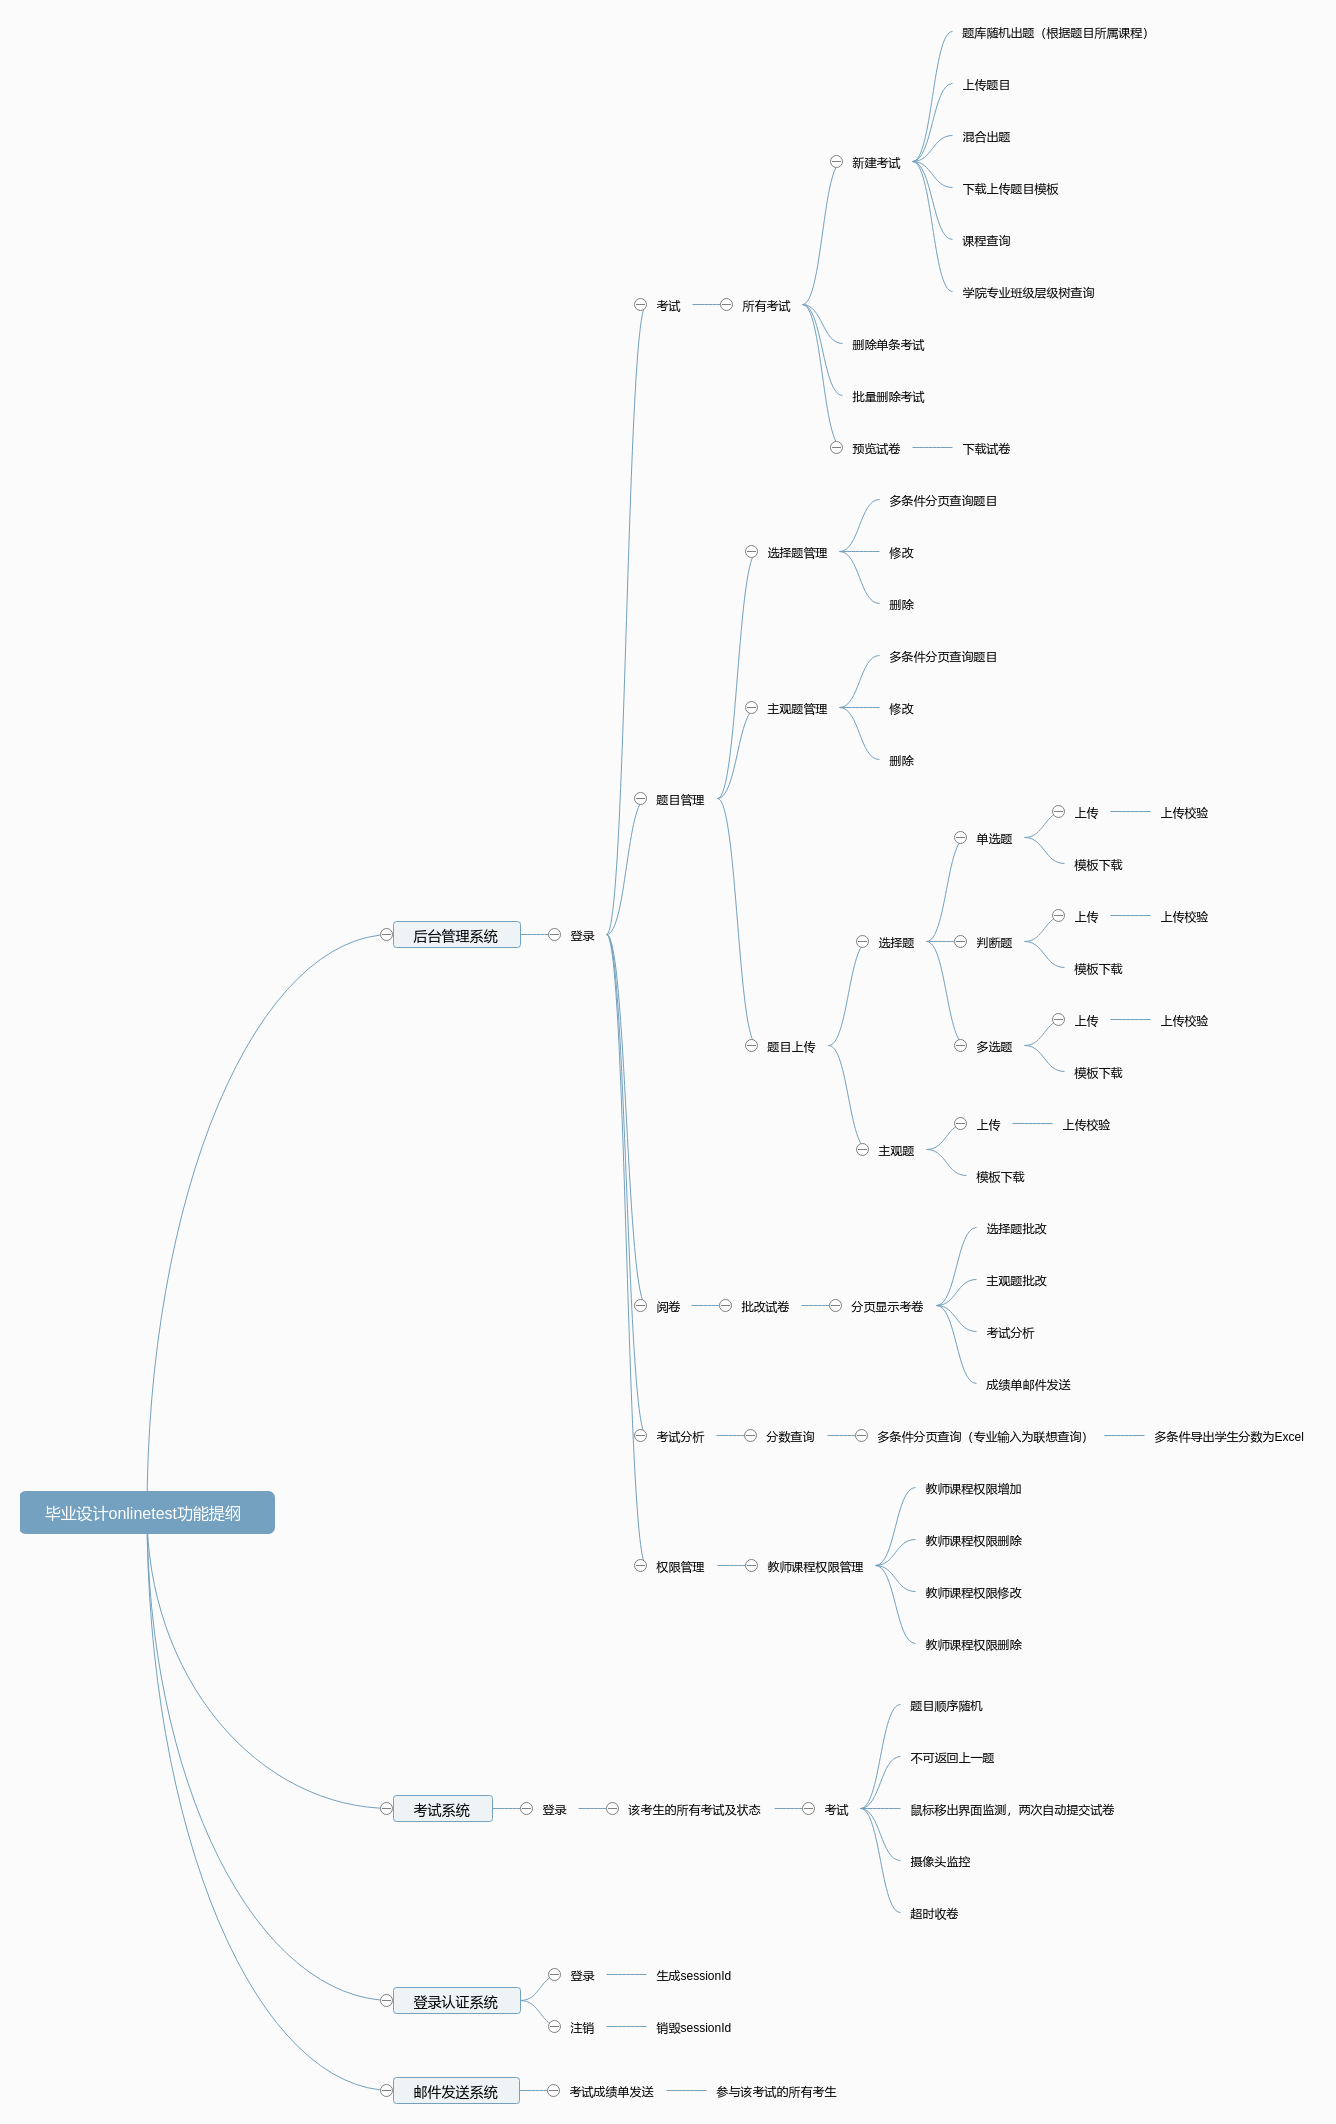 题库随机出题（根据题目所属课程）
上传题目
混合出题
新建考试
下载上传题目模板
课程查询
学院专业班级层级树查询
考试
所有考试
删除单条考试
批量删除考试
预览试卷
下载试卷
多条件分页查询题目
选择题管理
修改
删除
多条件分页查询题目
主观题管理
修改
删除
题目管理
上传
上传校验
单选题
模板下载
上传
上传校验
后台管理系统
登录
选择题
判断题
模板下载
上传
上传校验
题目上传
多选题
模板下载
上传
上传校验
主观题
模板下载
选择题批改
主观题批改
阅卷
批改试卷
分页显示考卷
考试分析
成绩单邮件发送
考试分析
分数查询
多条件分页查询（专业输入为联想查询）
多条件导出学生分数为Excel
教师课程权限增加
毕业设计onlinetest功能提纲
教师课程权限删除
权限管理
教师课程权限管理
教师课程权限修改
教师课程权限删除
题目顺序随机
不可返回上一题
考试系统
登录
该考生的所有考试及状态
考试
鼠标移出界面监测，两次自动提交试卷
摄像头监控
超时收卷
登录
生成sessionId
登录认证系统
注销
销毁sessionId
邮件发送系统
考试成绩单发送
参与该考试的所有考生